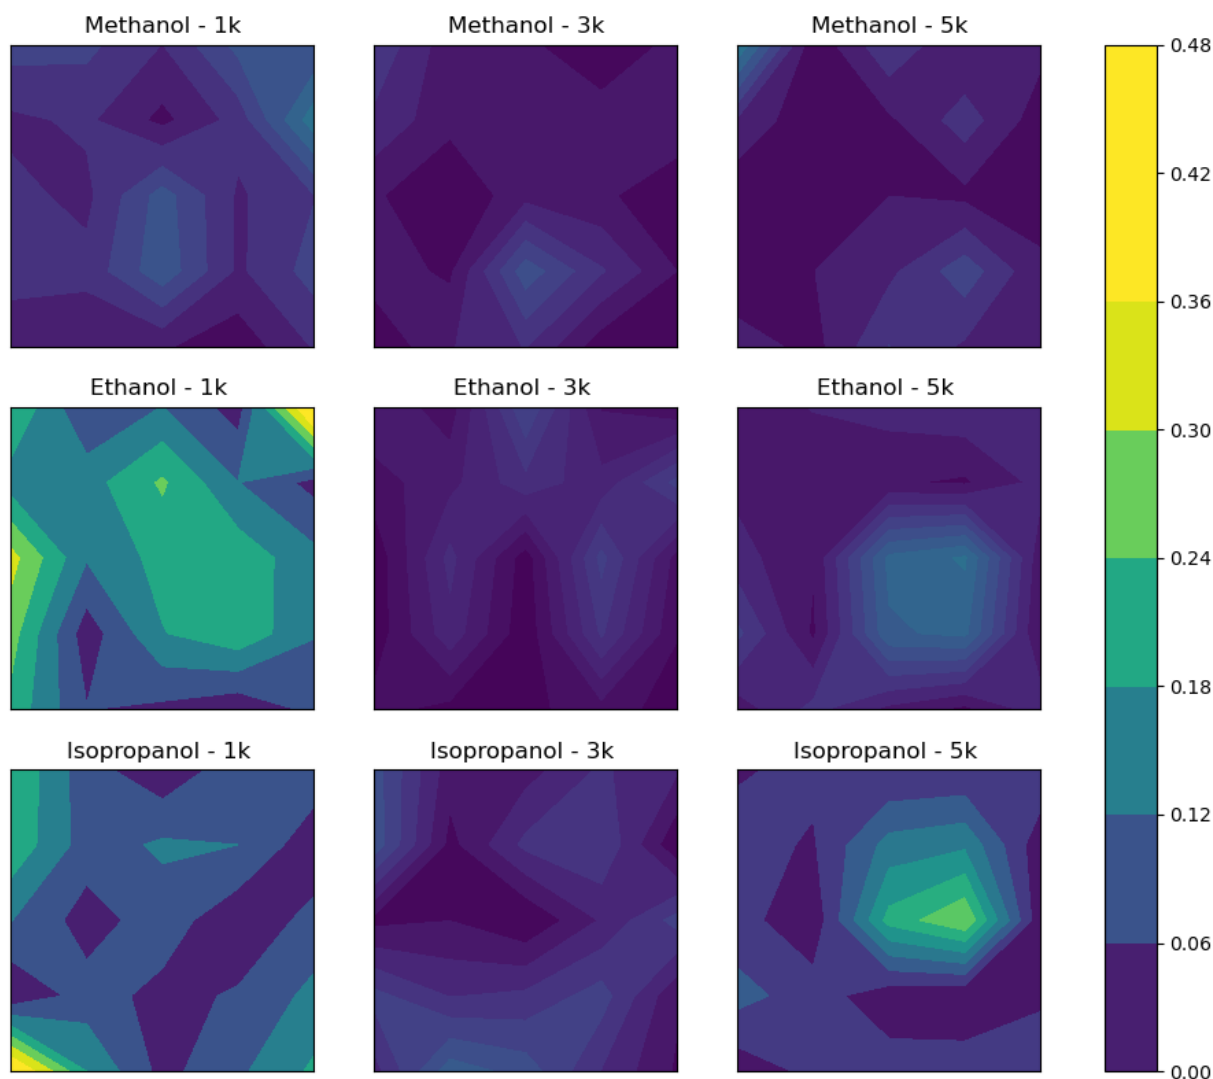 Methanol - 1k
Methanol - 3k
Methanol - 5k
Ethanol - 1k
Ethanol - 3k
Ethanol - 5k
Isopropanol - 1k
Isopropanol - 3k
Isopropanol - 5k
0.48
0.42
0.36
0.30
0.24
0.18
0.12
0.06
0.00